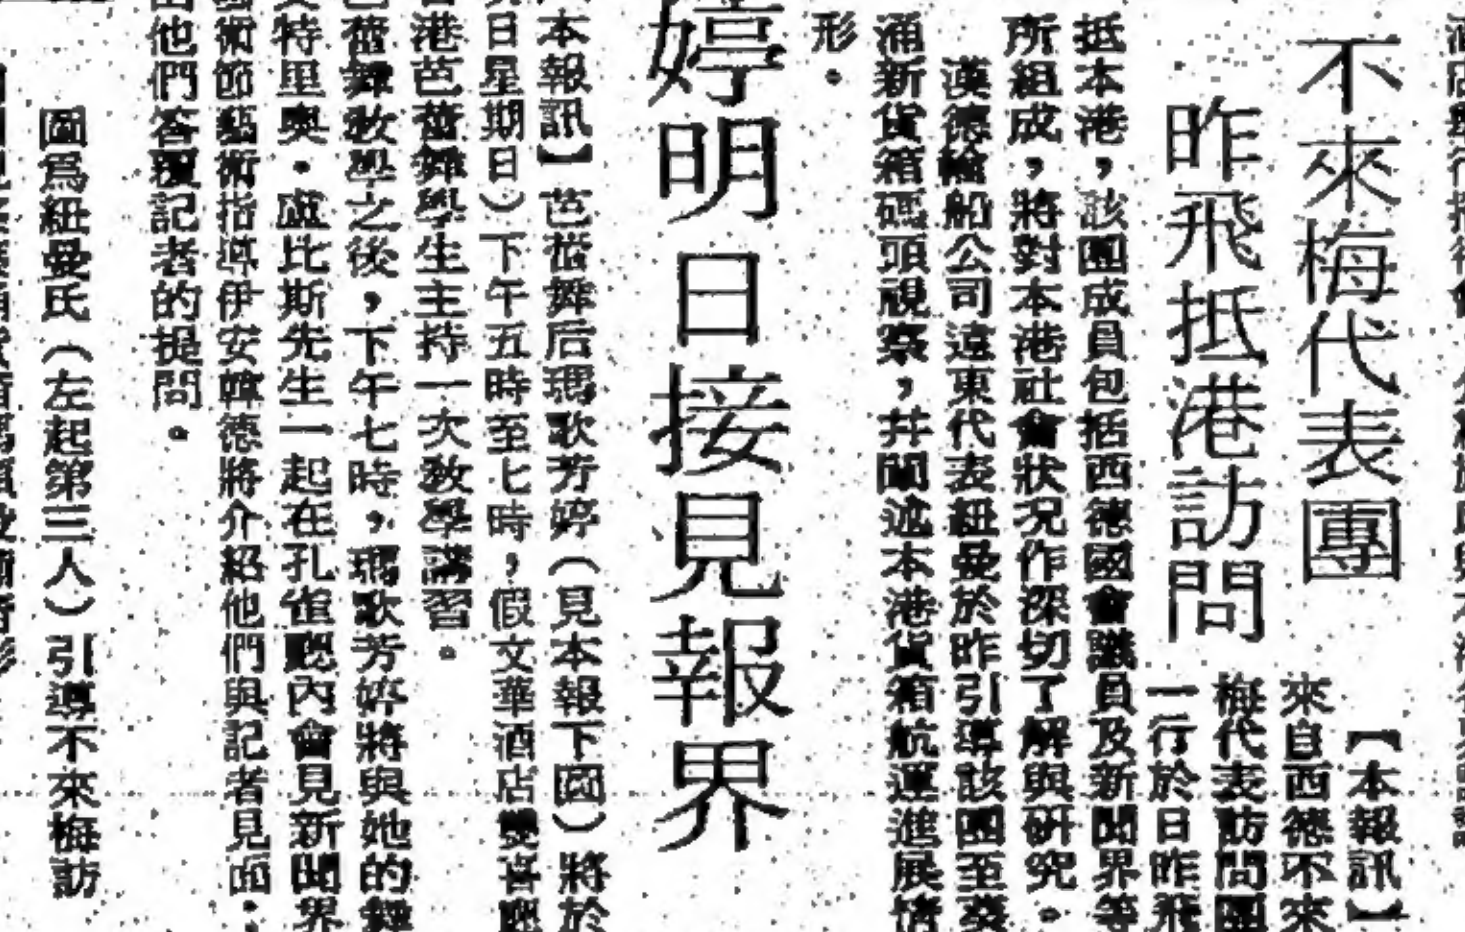 不來梅代表團
昨飛抵港訪問
【本報訊】
來自西德不來
梅代表訪問團
一行於日昨飛
抵本港，該團成員包括西德國會議員及新聞界等
所組成，將對本港社會狀况作深切了解與研究。
漢德輪船公司遠東代表紐曼於昨引導該團至葵
涌新貨箱碼頭視察，并闡述本港貨箱航運進展情
形。
婷明日接見報界
本報訊】芭蕾舞后瑪歌芳婷（見本報下圖）將於
日星期日）下午五時至七時，假文華酒店雙喜廳
港芭蕾舞學生主持一次教學講習。
蕾舞教學之後，下午七時，瑪歌芳婷將與她的舞
特里奧・盧比斯先生一起在孔雀廳內會見新聞界
術節藝術指導伊安韓德將介紹他們與記者見面，
他們答覆記者的提問。
圖爲紐曼氏（左起第三人）引導不來梅訪